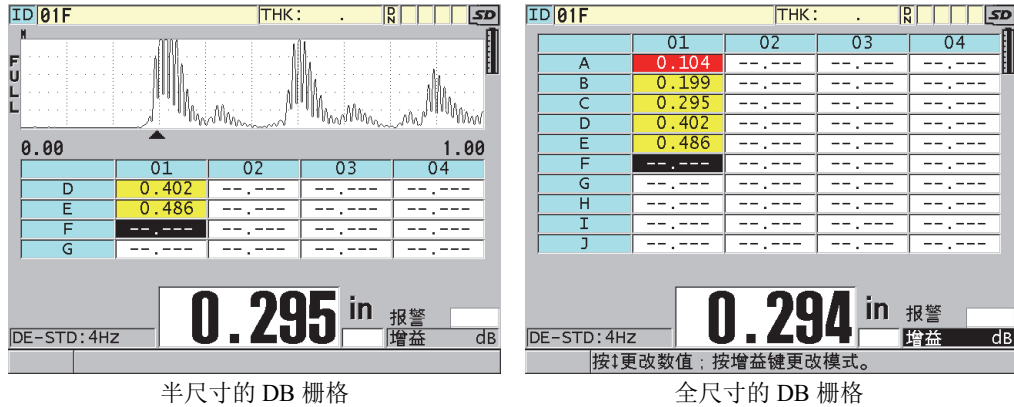 ID 01F THK: . DN SD
FULL
0.00 1.00
01 02 03 04
D 0.402 --.--- --.--- --.---
E 0.486 --.--- --.--- --.---
F --.--- --.--- --.--- --.---
G --.--- --.--- --.--- --.---
0.295 in 报警
DE-STD:4Hz 增益 dB
半尺寸的 DB 栅格
ID 01F THK: . DN SD
01 02 03 04
A 0.104 --.--- --.--- --.---
B 0.199 --.--- --.--- --.---
C 0.295 --.--- --.--- --.---
D 0.402 --.--- --.--- --.---
E 0.486 --.--- --.--- --.---
F --.--- --.--- --.--- --.---
G --.--- --.--- --.--- --.---
H --.--- --.--- --.--- --.---
I --.--- --.--- --.--- --.---
J --.--- --.--- --.--- --.---
0.294 in 报警
DE-STD:4Hz 增益 dB
按↕更改数值；按增益键更改模式。
全尺寸的 DB 栅格